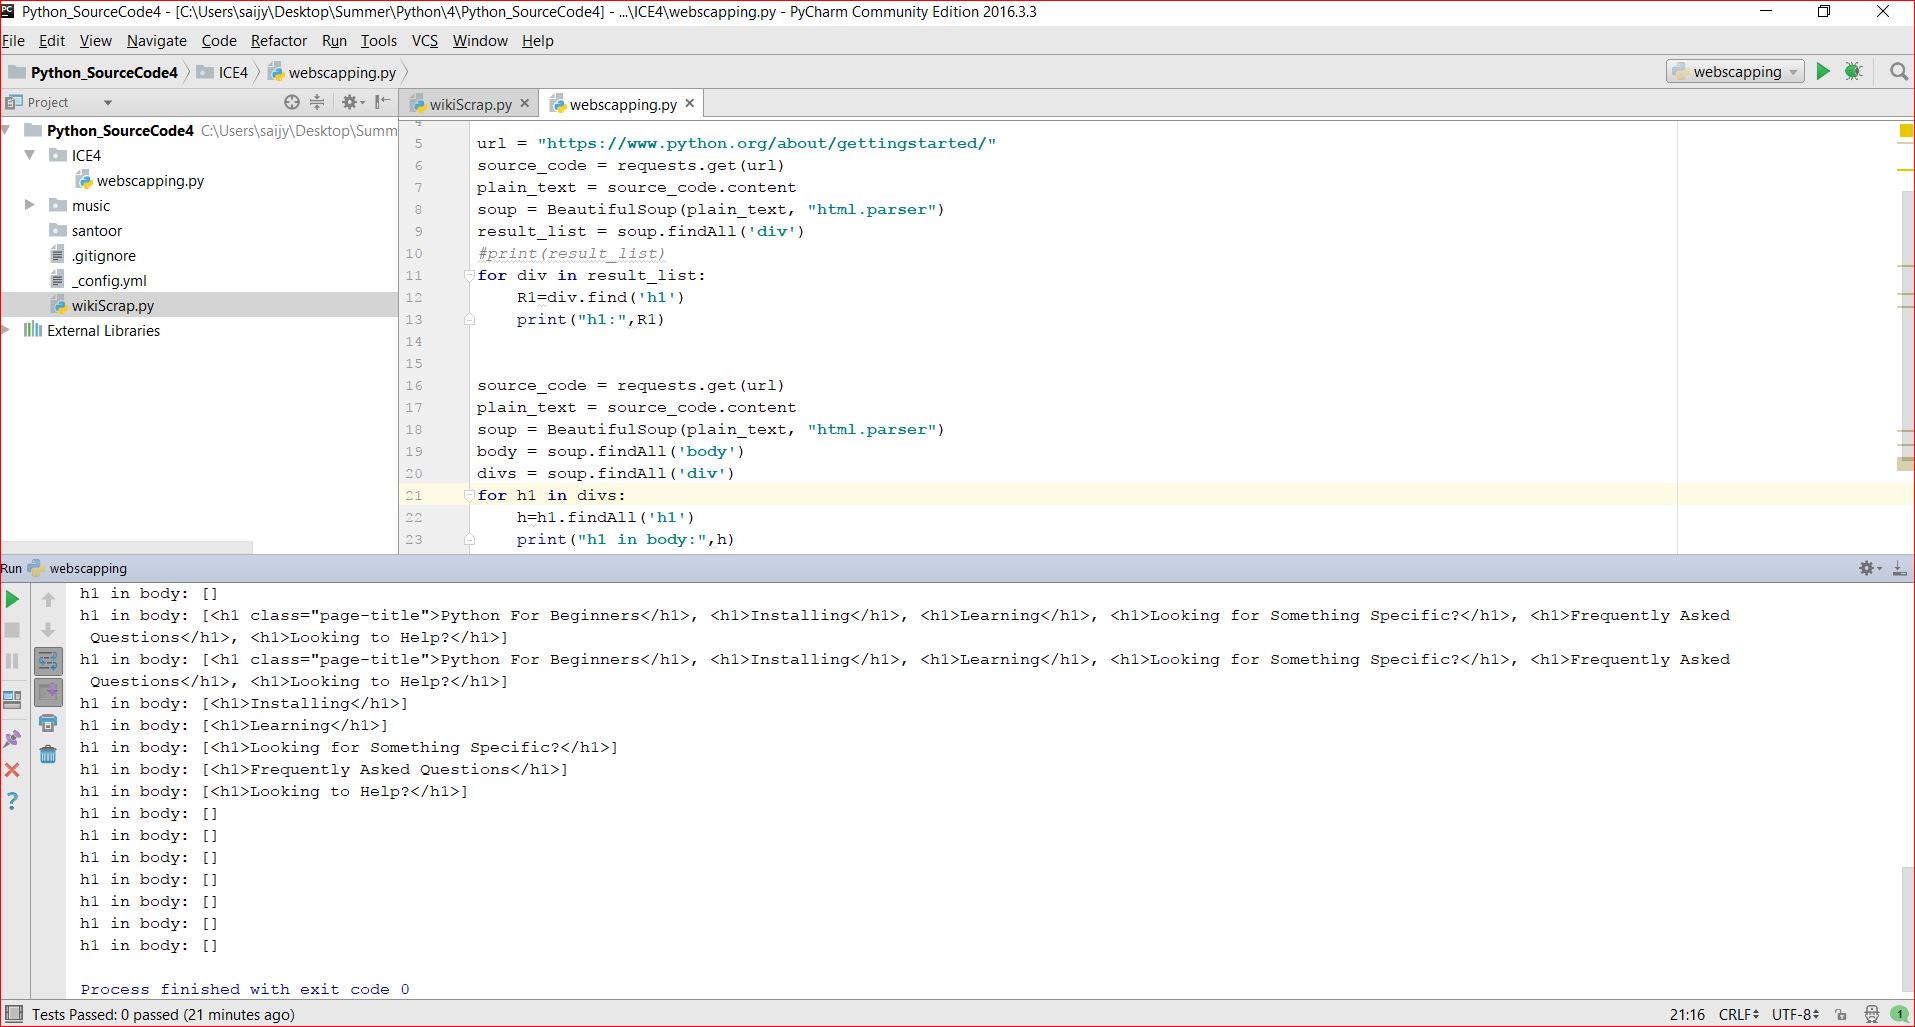 Python_SourceCode4 - [C:\Users\saijy\Desktop\Summer\Python\4\Python_SourceCode4] - ...\ICE4\webscapping.py - PyCharm Community Edition 2016.3.3
File Edit View Navigate Code Refactor Run Tools VCS Window Help
Python_SourceCode4 ICE4 webscapping.py webscapping
Project wikiScrap.py webscapping.py
Python_SourceCode4 C:\Users\saijy\Desktop\Summ
ICE4
webscapping.py
music
santoor
.gitignore
_config.yml
wikiScrap.py
External Libraries
4
5 url = "https://www.python.org/about/gettingstarted/"
6 source_code = requests.get(url)
7 plain_text = source_code.content
8 soup = BeautifulSoup(plain_text, "html.parser")
9 result_list = soup.findAll('div')
10 #print(result_list)
11 for div in result_list:
12 R1=div.find('h1')
13 print("h1:",R1)
14
15
16 source_code = requests.get(url)
17 plain_text = source_code.content
18 soup = BeautifulSoup(plain_text, "html.parser")
19 body = soup.findAll('body')
20 divs = soup.findAll('div')
21 for h1 in divs:
22 h=h1.findAll('h1')
23 print("h1 in body:",h)
Run webscapping
h1 in body: []
h1 in body: [<h1 class="page-title">Python For Beginners</h1>, <h1>Installing</h1>, <h1>Learning</h1>, <h1>Looking for Something Specific?</h1>, <h1>Frequently Asked
Questions</h1>, <h1>Looking to Help?</h1>]
h1 in body: [<h1 class="page-title">Python For Beginners</h1>, <h1>Installing</h1>, <h1>Learning</h1>, <h1>Looking for Something Specific?</h1>, <h1>Frequently Asked
Questions</h1>, <h1>Looking to Help?</h1>]
h1 in body: [<h1>Installing</h1>]
h1 in body: [<h1>Learning</h1>]
h1 in body: [<h1>Looking for Something Specific?</h1>]
h1 in body: [<h1>Frequently Asked Questions</h1>]
h1 in body: [<h1>Looking to Help?</h1>]
h1 in body: []
h1 in body: []
h1 in body: []
h1 in body: []
h1 in body: []
h1 in body: []
h1 in body: []
Process finished with exit code 0
Tests Passed: 0 passed (21 minutes ago) 21:16 CRLF UTF-8 1